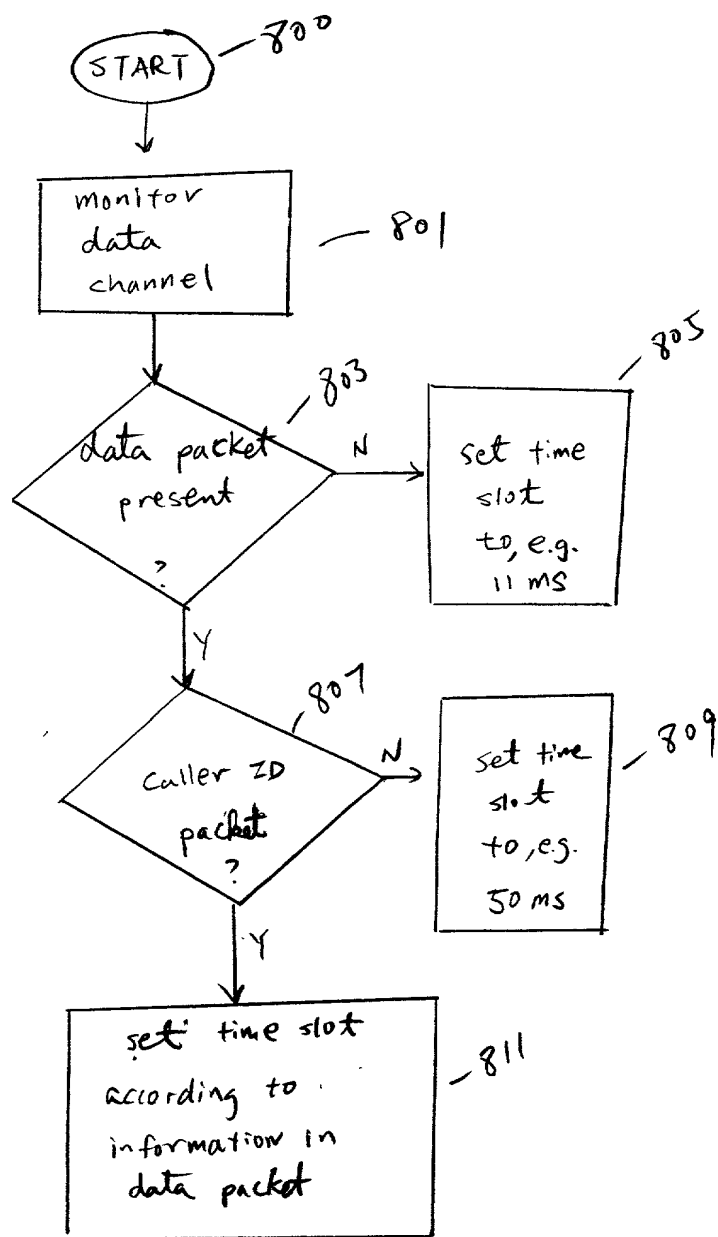 800
START
monitor
data
channel
801
803
data packet
present
?
N
805
set time
slot
to, e.g.
11 ms
Y
807
Caller ID
packet
?
N
809
set time
slot
to, e.g.
50 ms
Y
set time slot
according to
information in
data packet
811